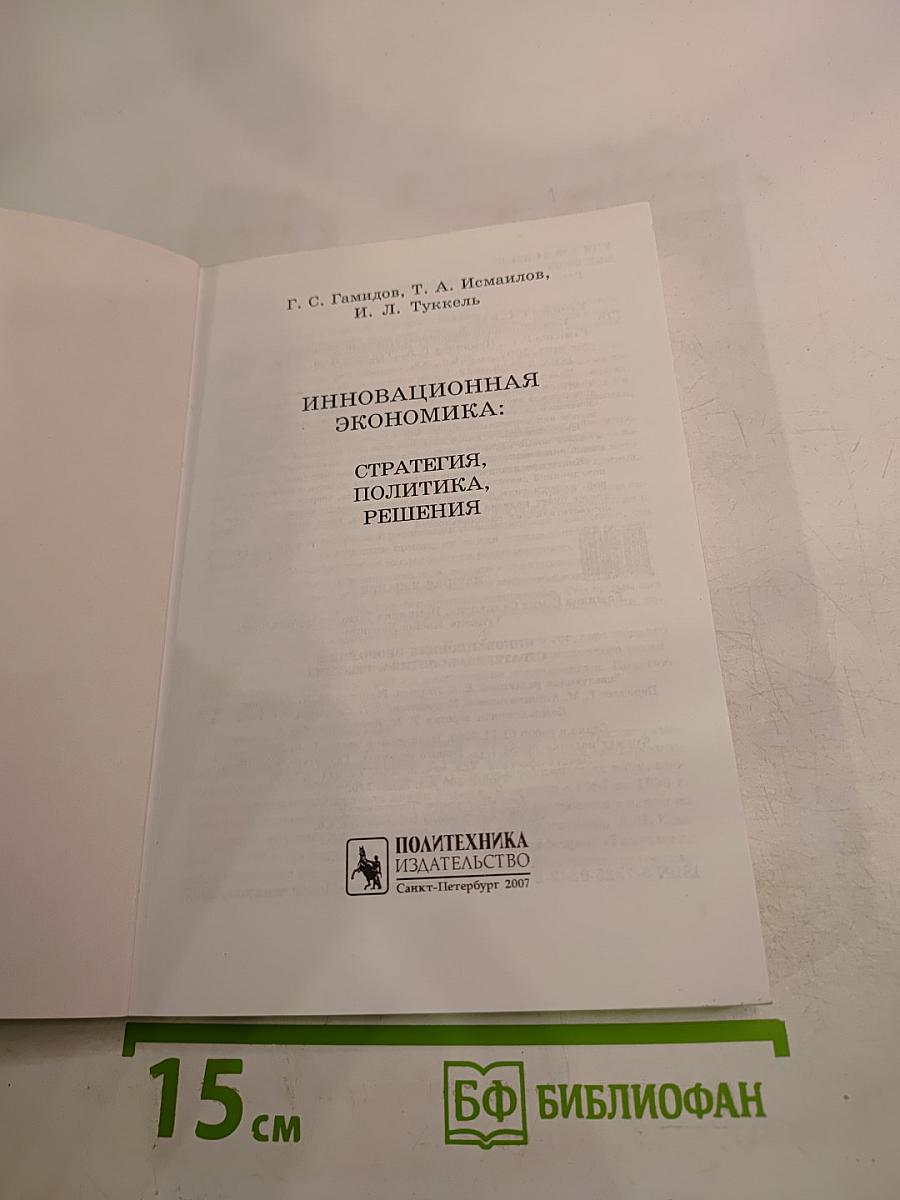 Г. С. Гамидов, Т. А. Исмаилов,
И. Л. Туккель
ИННОВАЦИОННАЯ
ЭКОНОМИКА:
СТРАТЕГИЯ,
ПОЛИТИКА,
РЕШЕНИЯ
ПОЛИТЕХНИКА
ИЗДАТЕЛЬСТВО
Санкт-Петербург 2007
15 см
БФ БИБЛИОФАН